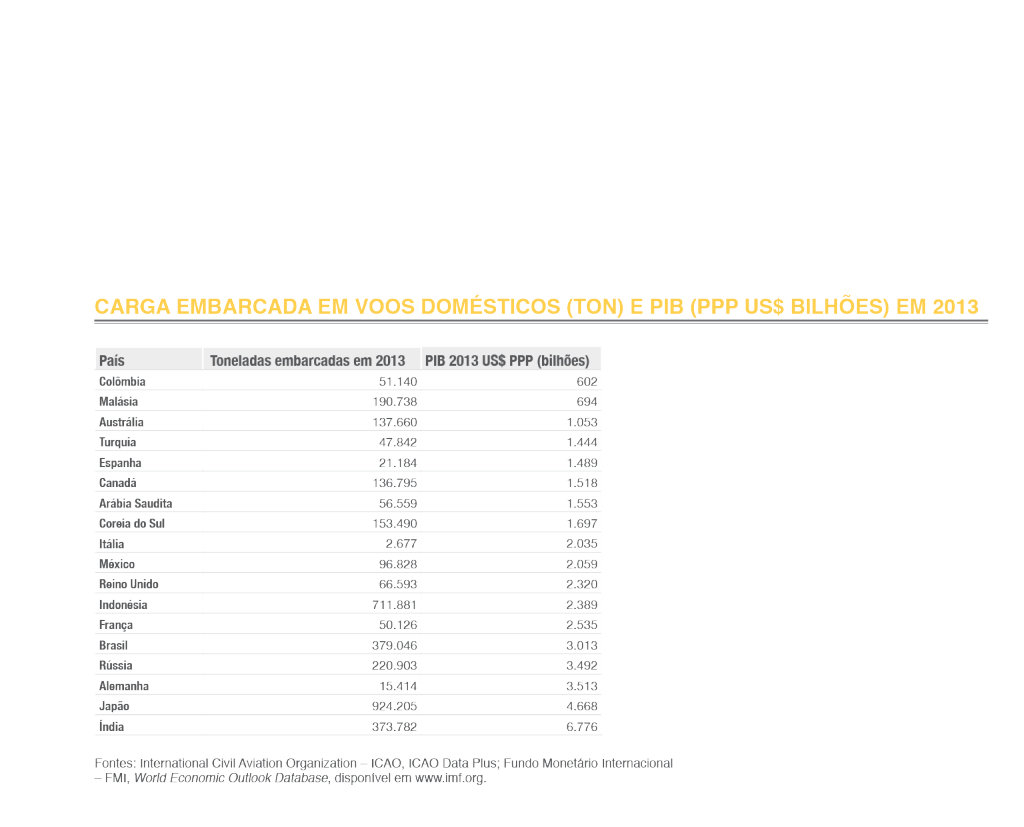 CARGA EMBARCADA EM VOOS DOMÉSTICOS (TON) E PIB (PPP US$ BILHÕES) EM 2013
País Toneladas embarcadas em 2013 PIB 2013 US$ PPP (bilhões)
Colômbia 51.140 602
Malásia 190.738 694
Austrália 137.660 1.053
Turquia 47.842 1.444
Espanha 21.184 1.489
Canadá 136.795 1.518
Arábia Saudita 56.559 1.553
Coreia do Sul 153.490 1.697
Itália 2.677 2.035
México 96.828 2.059
Reino Unido 66.593 2.320
Indonésia 711.881 2.389
França 50.126 2.535
Brasil 379.046 3.013
Rússia 220.903 3.492
Alemanha 15.414 3.513
Japão 924.205 4.668
Índia 373.782 6.776
Fontes: International Civil Aviation Organization – ICAO, ICAO Data Plus; Fundo Monetário Internacional
– FMI, World Economic Outlook Database, disponível em www.imf.org.